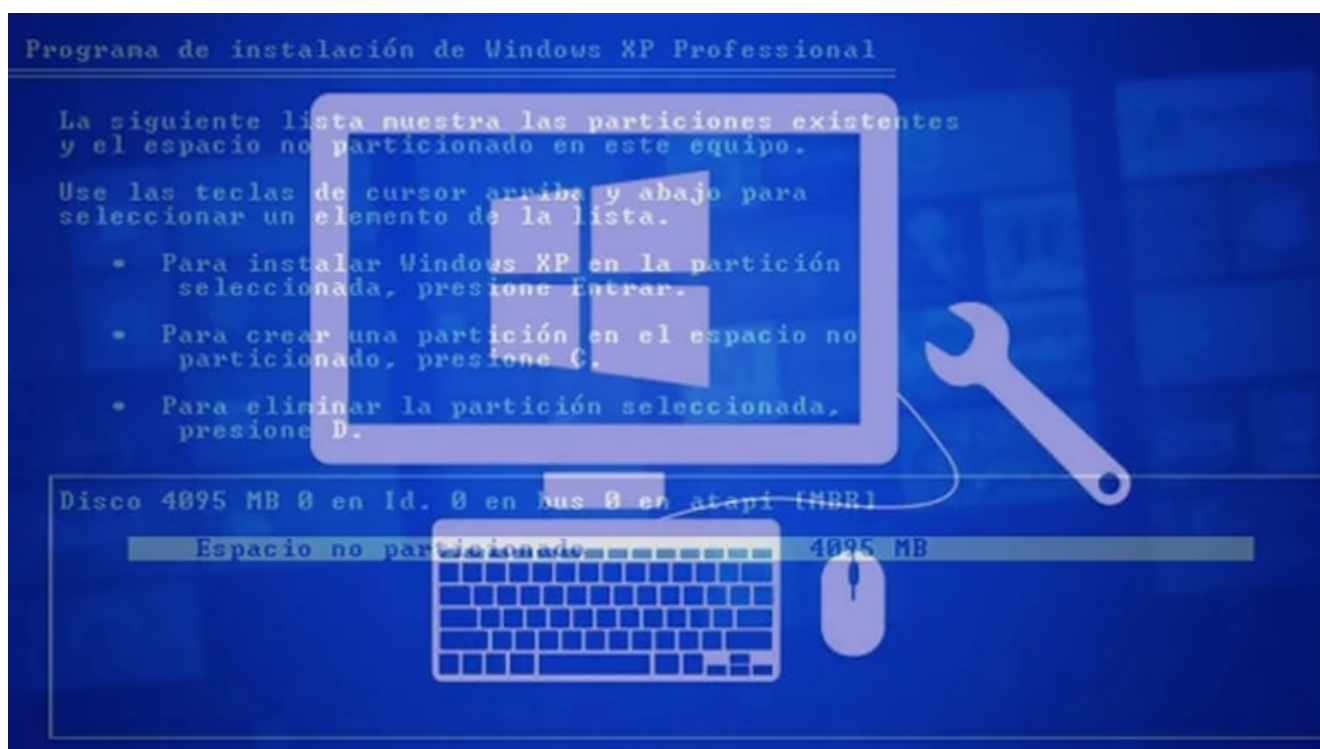 Programa de instalación de Windows XP Professional
La siguiente lista muestra las particiones existentes
y el espacio no particionado en este equipo.
Use las teclas de cursor arriba y abajo para
seleccionar un elemento de la lista.
• Para instalar Windows XP en la partición
seleccionada, presione Entrar.
• Para crear una partición en el espacio no
particionado, presione C.
• Para eliminar la partición seleccionada,
presione D.
Disco 4095 MB 0 en Id. 0 en bus 0 en atapi [MBR]
Espacio no particionado 4095 MB